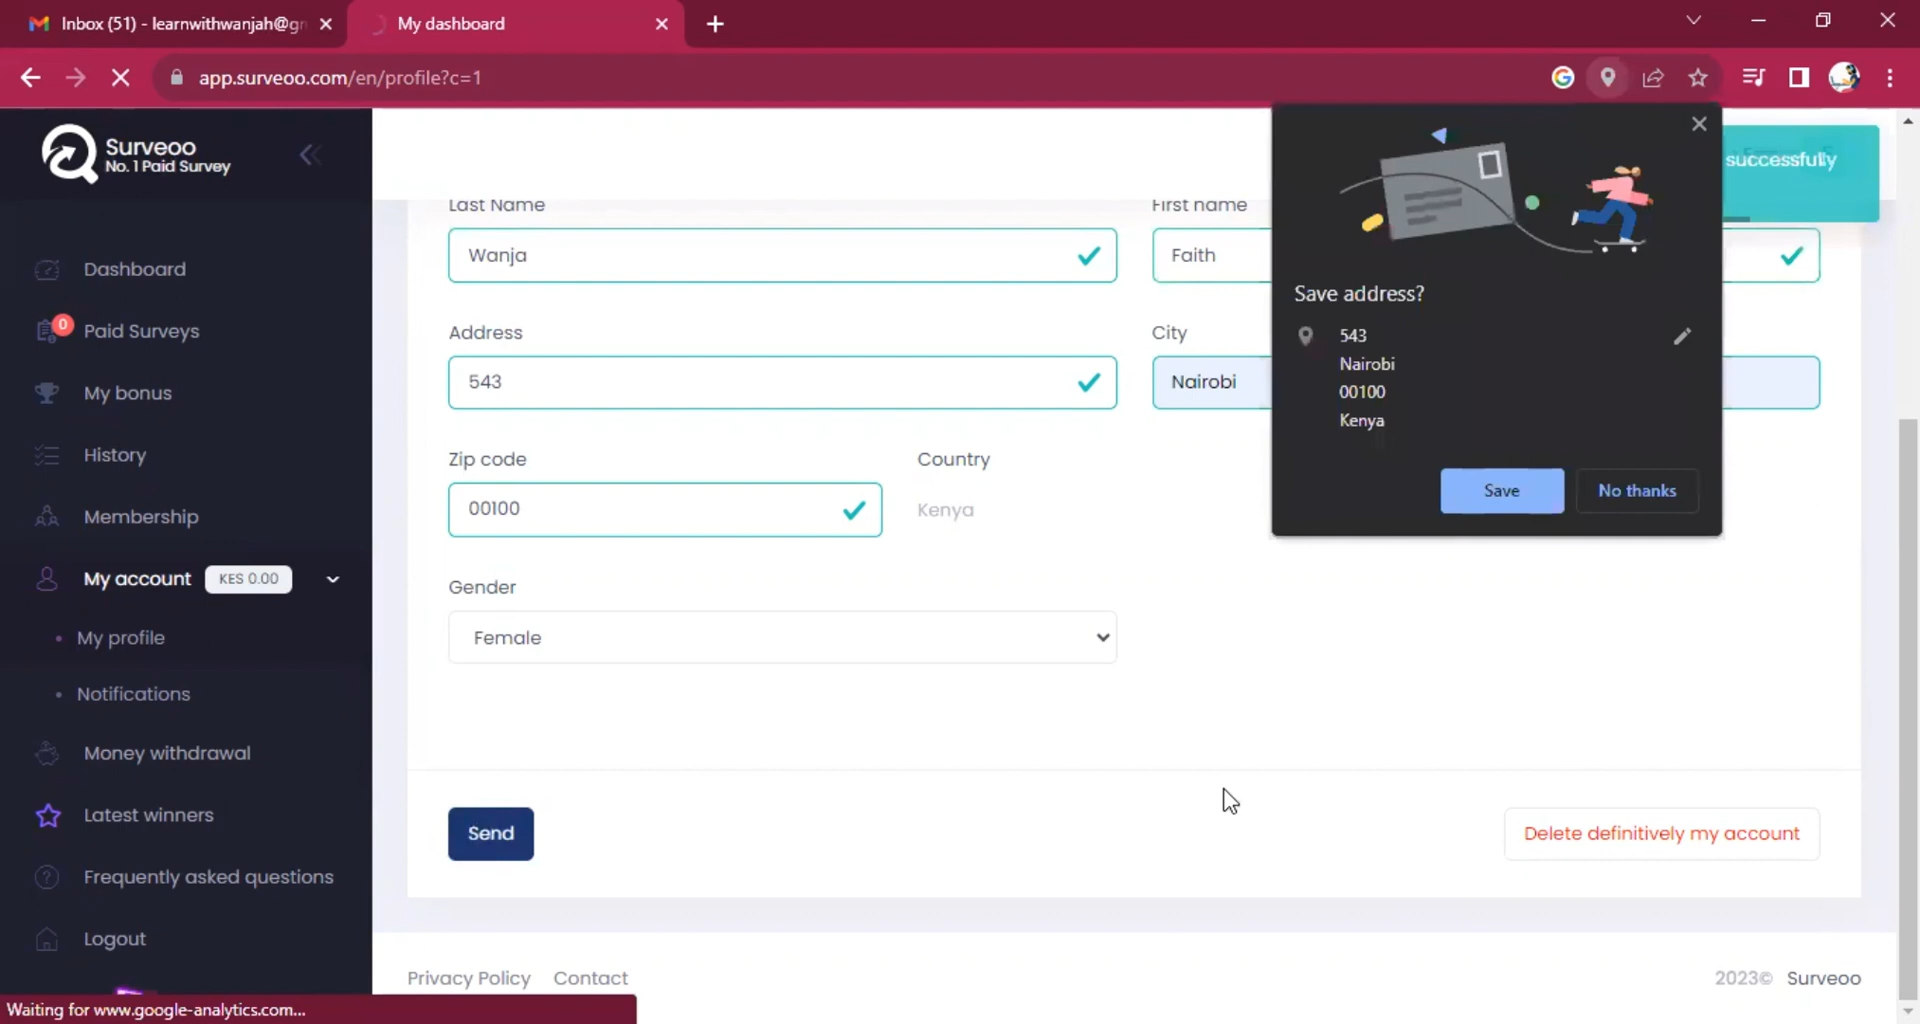 Inbox (51) - learnwithwanjah@g
My dashboard
app.surveoo.com/en/profile?c=1
Surveoo
No. 1 Paid Survey
Dashboard
0
Paid Surveys
My bonus
History
Membership
My account
KES 0.00
My profile
Notifications
Money withdrawal
Latest winners
Frequently asked questions
Logout
Waiting for www.google-analytics.com...
successfully
Last Name
First name
Wanja
Faith
Address
City
543
Nairobi
Zip code
Country
00100
Kenya
Gender
Female
Save address?
543
Nairobi
00100
Kenya
Save
No thanks
Send
Delete definitively my account
Privacy Policy
Contact
2023© Surveoo